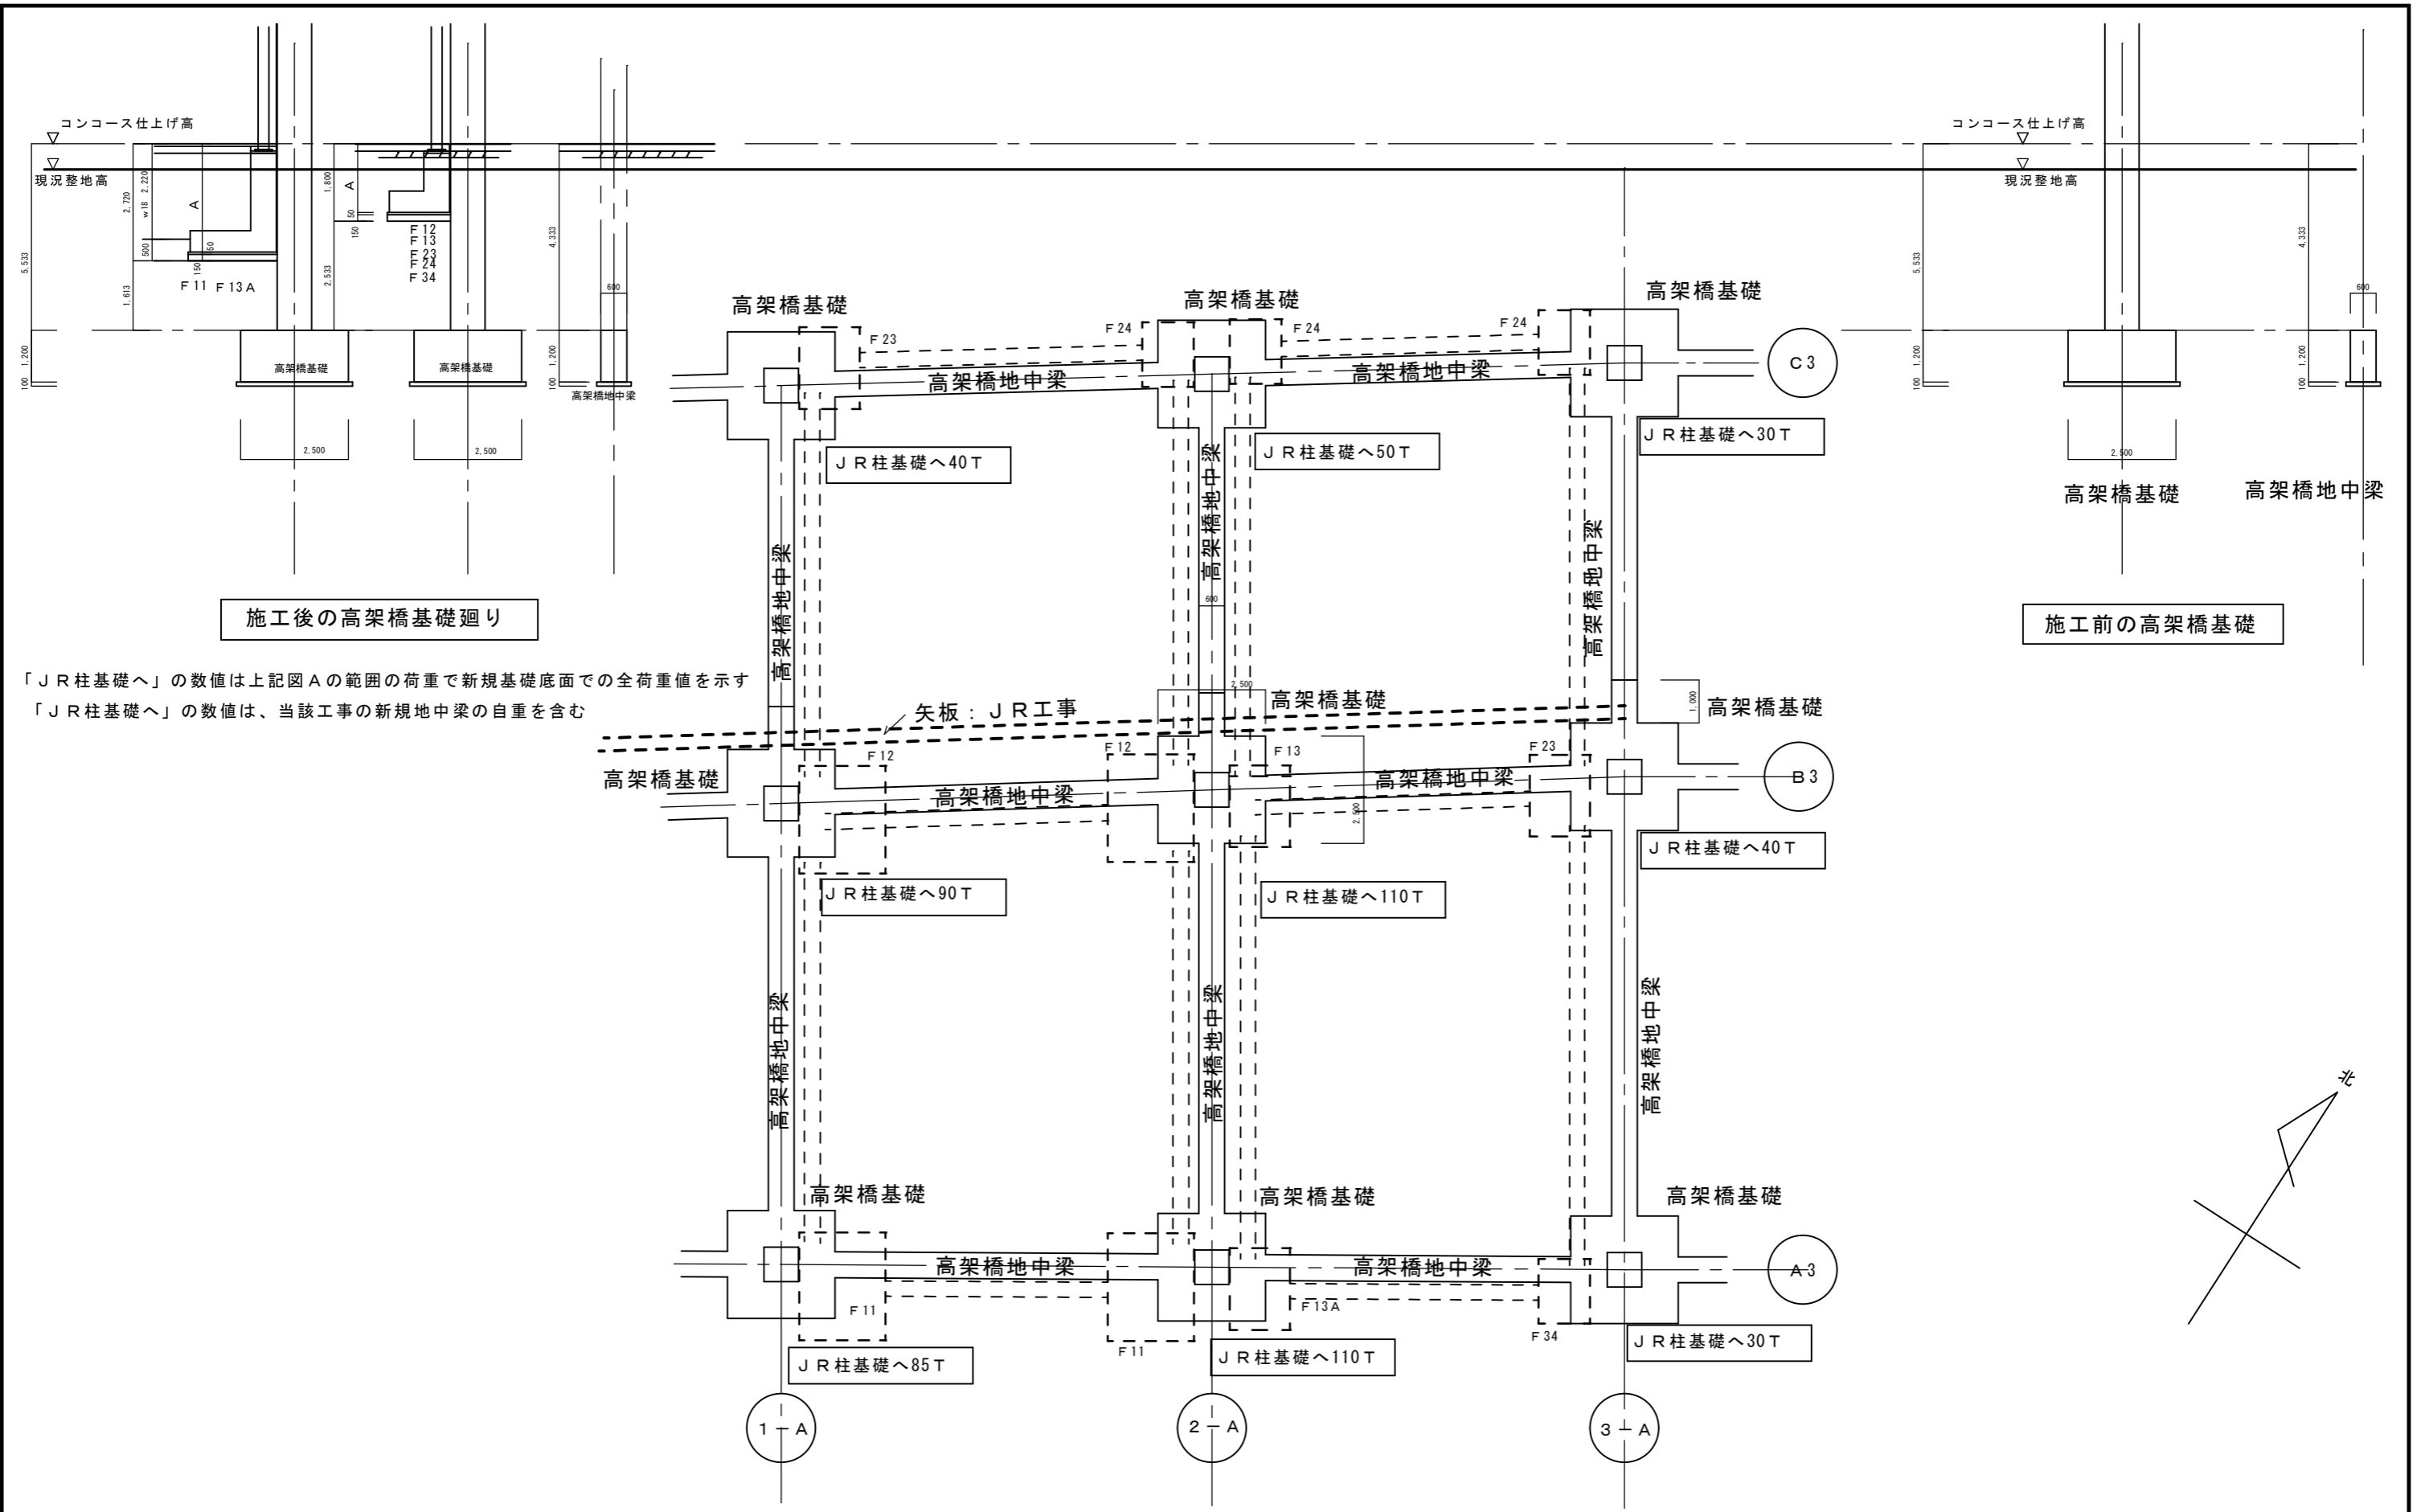 コンコース仕上げ高
現況整地高
5,533
1,200
100
2,720
w18 2,220
500
A
50
150
1,613
F11 F13A
高架橋基礎
2,500
1,800
A
50
150
2,533
F12
F13
F23
F24
F34
高架橋基礎
2,500
4,333
1,200
100
600
高架橋地中梁
施工後の高架橋基礎廻り
「JR柱基礎へ」の数値は上記図Aの範囲の荷重で新規基礎底面での全荷重値を示す
「JR柱基礎へ」の数値は、当該工事の新規地中梁の自重を含む
コンコース仕上げ高
現況整地高
5,533
1,200
100
2,500
高架橋基礎
4,333
600
1,200
100
高架橋地中梁
施工前の高架橋基礎
高架橋基礎
高架橋基礎
高架橋基礎
F23
F24
F24
F24
高架橋地中梁
高架橋地中梁
C3
JR柱基礎へ40T
JR柱基礎へ50T
JR柱基礎へ30T
高架橋地中梁
高架橋地中梁
高架橋地中梁
600
矢板:JR工事
2,500
高架橋基礎
1,000
高架橋基礎
高架橋基礎
F12
F12
F13
F23
高架橋地中梁
高架橋地中梁
2,500
B3
JR柱基礎へ90T
JR柱基礎へ110T
JR柱基礎へ40T
高架橋地中梁
高架橋地中梁
高架橋地中梁
北
高架橋基礎
高架橋基礎
高架橋基礎
高架橋地中梁
高架橋地中梁
A3
F11
F11
F13A
F34
JR柱基礎へ85T
JR柱基礎へ110T
JR柱基礎へ30T
1-A
2-A
3-A